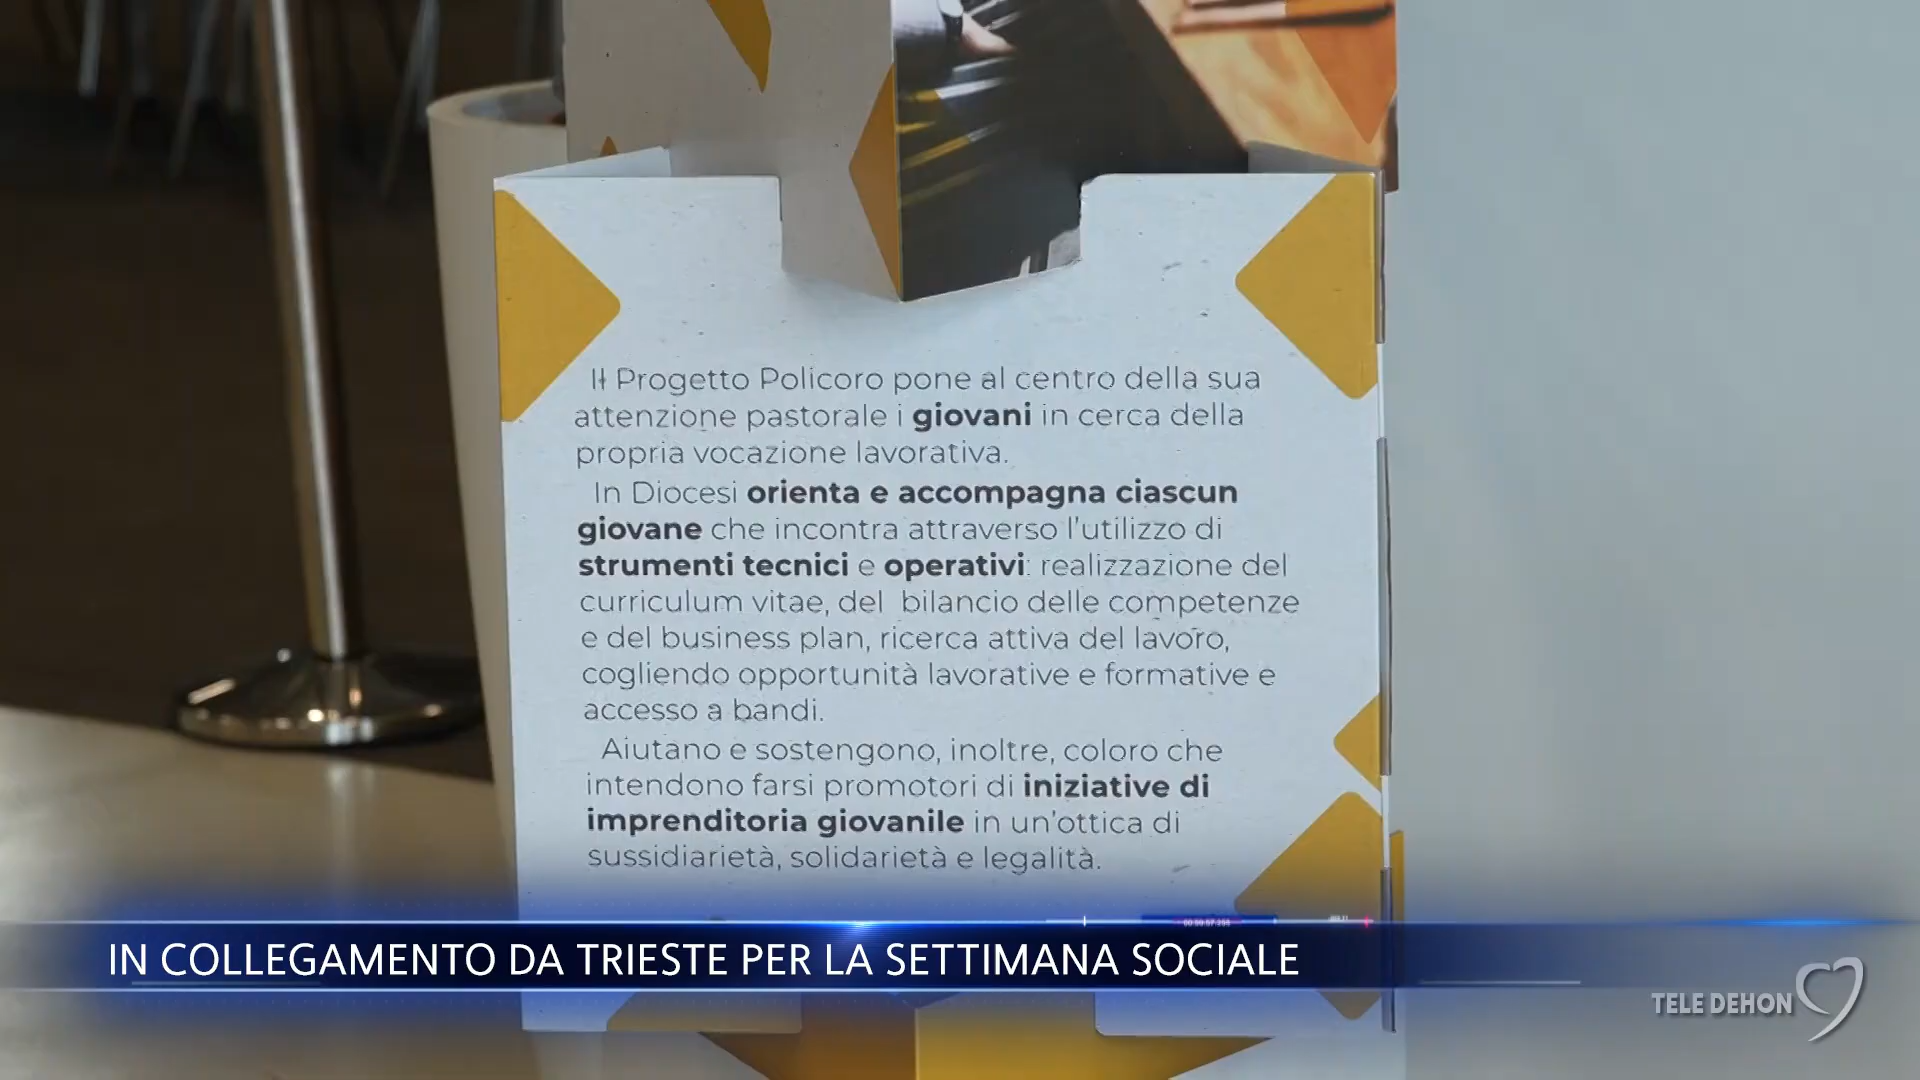 Il Progetto Policoro pone al centro della sua
attenzione pastorale i giovani in cerca della
propria vocazione lavorativa.
In Diocesi orienta e accompagna ciascun
giovane che incontra attraverso l'utilizzo di
strumenti tecnici e operativi: realizzazione del
curriculum vitae, del bilancio delle competenze
e del business plan, ricerca attiva del lavoro,
cogliendo opportunità lavorative e formative e
accesso a bandi.
Aiutano e sostengono, inoltre, coloro che
intendono farsi promotori di iniziative di
imprenditoria giovanile in un'ottica di
sussidiarietà, solidarietà e legalità.
IN COLLEGAMENTO DA TRIESTE PER LA SETTIMANA SOCIALE
TELE DEHON